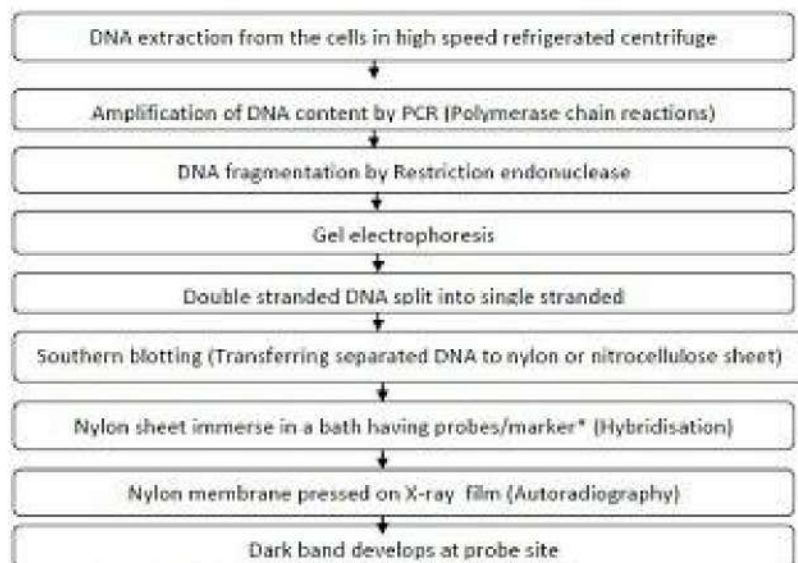 DNA extraction from the cells in high speed refrigerated centrifuge
Amplification of DNA content by PCR (Polymerase chain reactions)
DNA fragmentation by Restriction endonuclease
Gel electrophoresis
Double stranded DNA split into single stranded
Southern blotting (Transferring separated DNA to nylon or nitrocellulose sheet)
Nylon sheet immerse in a bath having probes/marker* (Hybridisation)
Nylon membrane pressed on X-ray film (Autoradiography)
Dark band develops at probe site